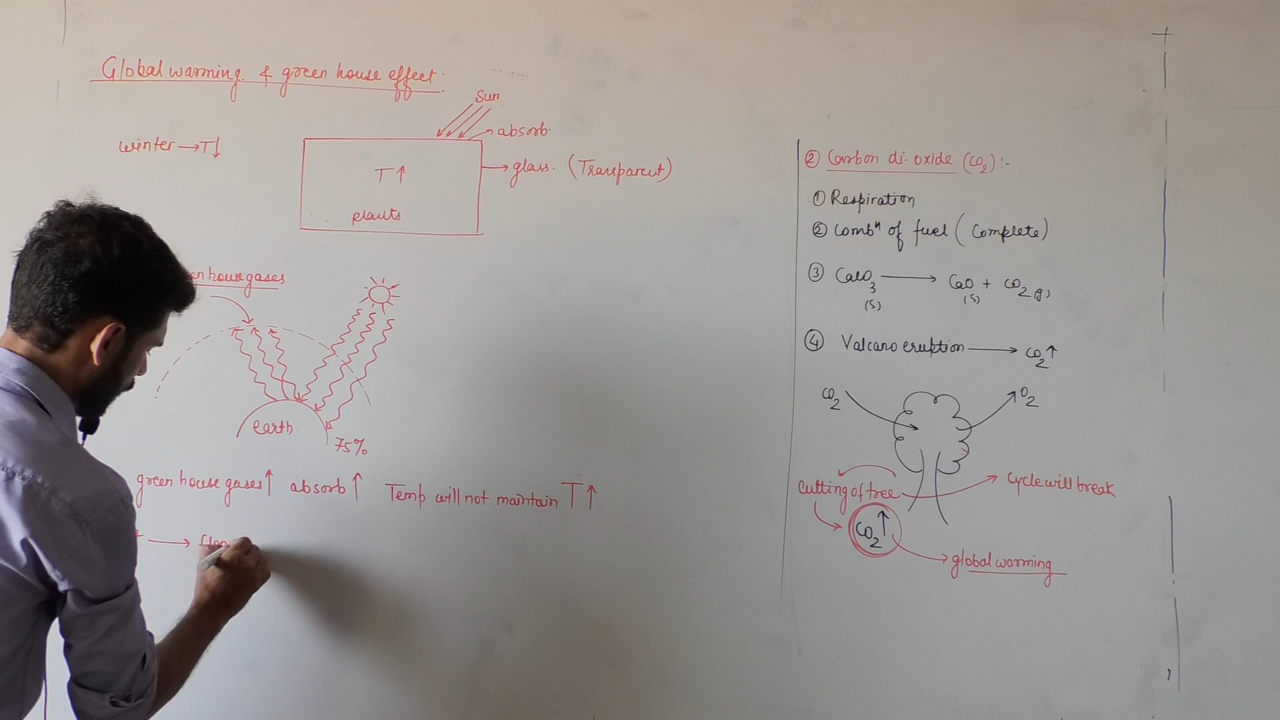 Global warming & green house effect:
Sun
absorb.
winter → T↓
glass. (Transparent)
T↑
plants
en house gases
earth
75%
green house gases↑ absorb↑ Temp will not maintain T↑
② Carbon di-oxide (CO₂):-
① Respiration
② combⁿ of fuel (Complete)
③ CaCO₃ (s) → CaO (s) + CO₂(g)
④ Valcano eruption → CO₂↑
CO₂
O₂
cutting of tree
cycle will break
CO₂↑
global warming